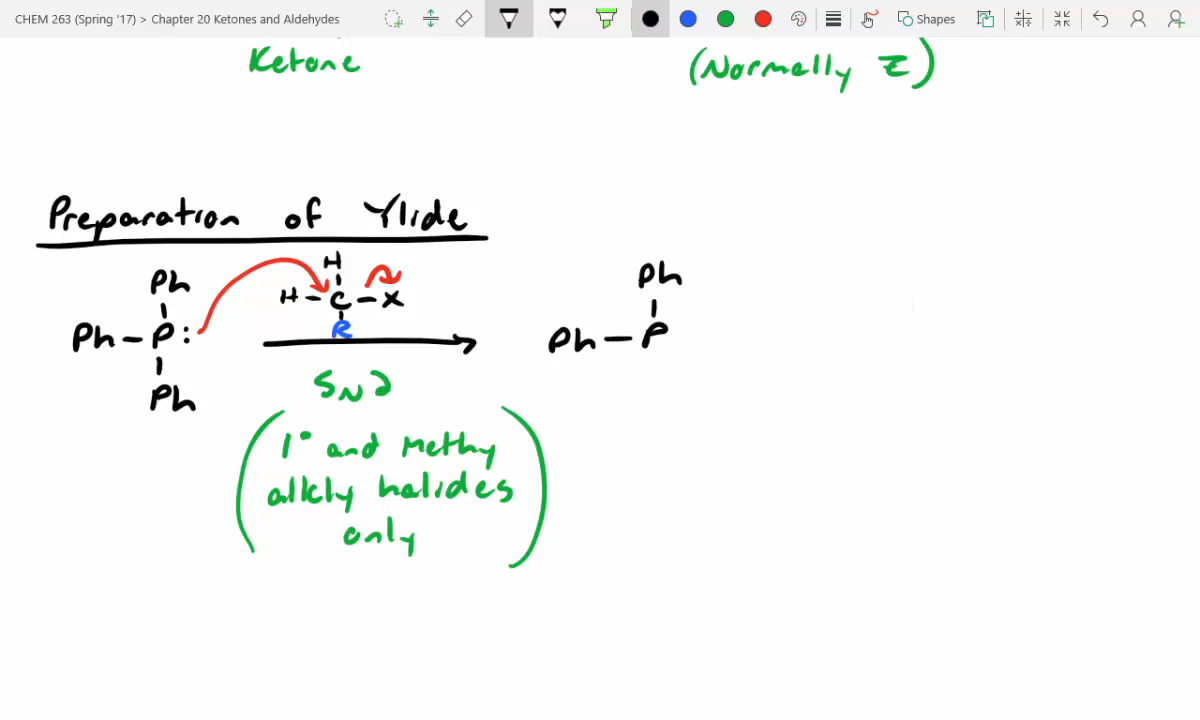 CHEM 263 (Spring '17) > Chapter 20 Ketones and Aldehydes
Shapes
Ketone
(Normally Z)
Preparation of Ylide
Ph
Ph-P:
Ph
H
H-C-X
R
SN2
(1° and Methy
alkly halides
only)
Ph
Ph-P